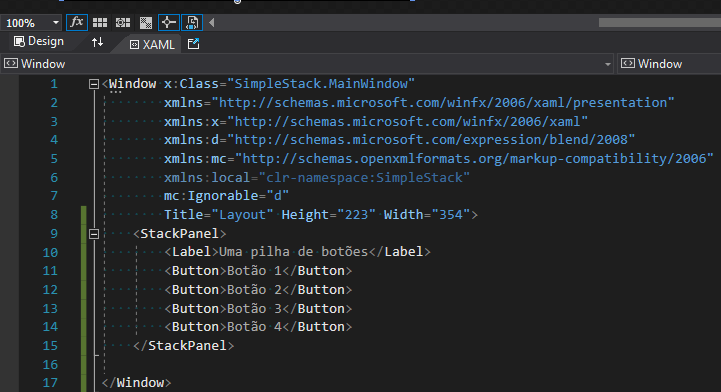 100% fx
Design XAML
Window Window
1 <Window x:Class="SimpleStack.MainWindow"
2 xmlns="http://schemas.microsoft.com/winfx/2006/xaml/presentation"
3 xmlns:x="http://schemas.microsoft.com/winfx/2006/xaml"
4 xmlns:d="http://schemas.microsoft.com/expression/blend/2008"
5 xmlns:mc="http://schemas.openxmlformats.org/markup-compatibility/2006"
6 xmlns:local="clr-namespace:SimpleStack"
7 mc:Ignorable="d"
8 Title="Layout" Height="223" Width="354">
9 <StackPanel>
10 <Label>Uma pilha de botões</Label>
11 <Button>Botão 1</Button>
12 <Button>Botão 2</Button>
13 <Button>Botão 3</Button>
14 <Button>Botão 4</Button>
15 </StackPanel>
16
17 </Window>